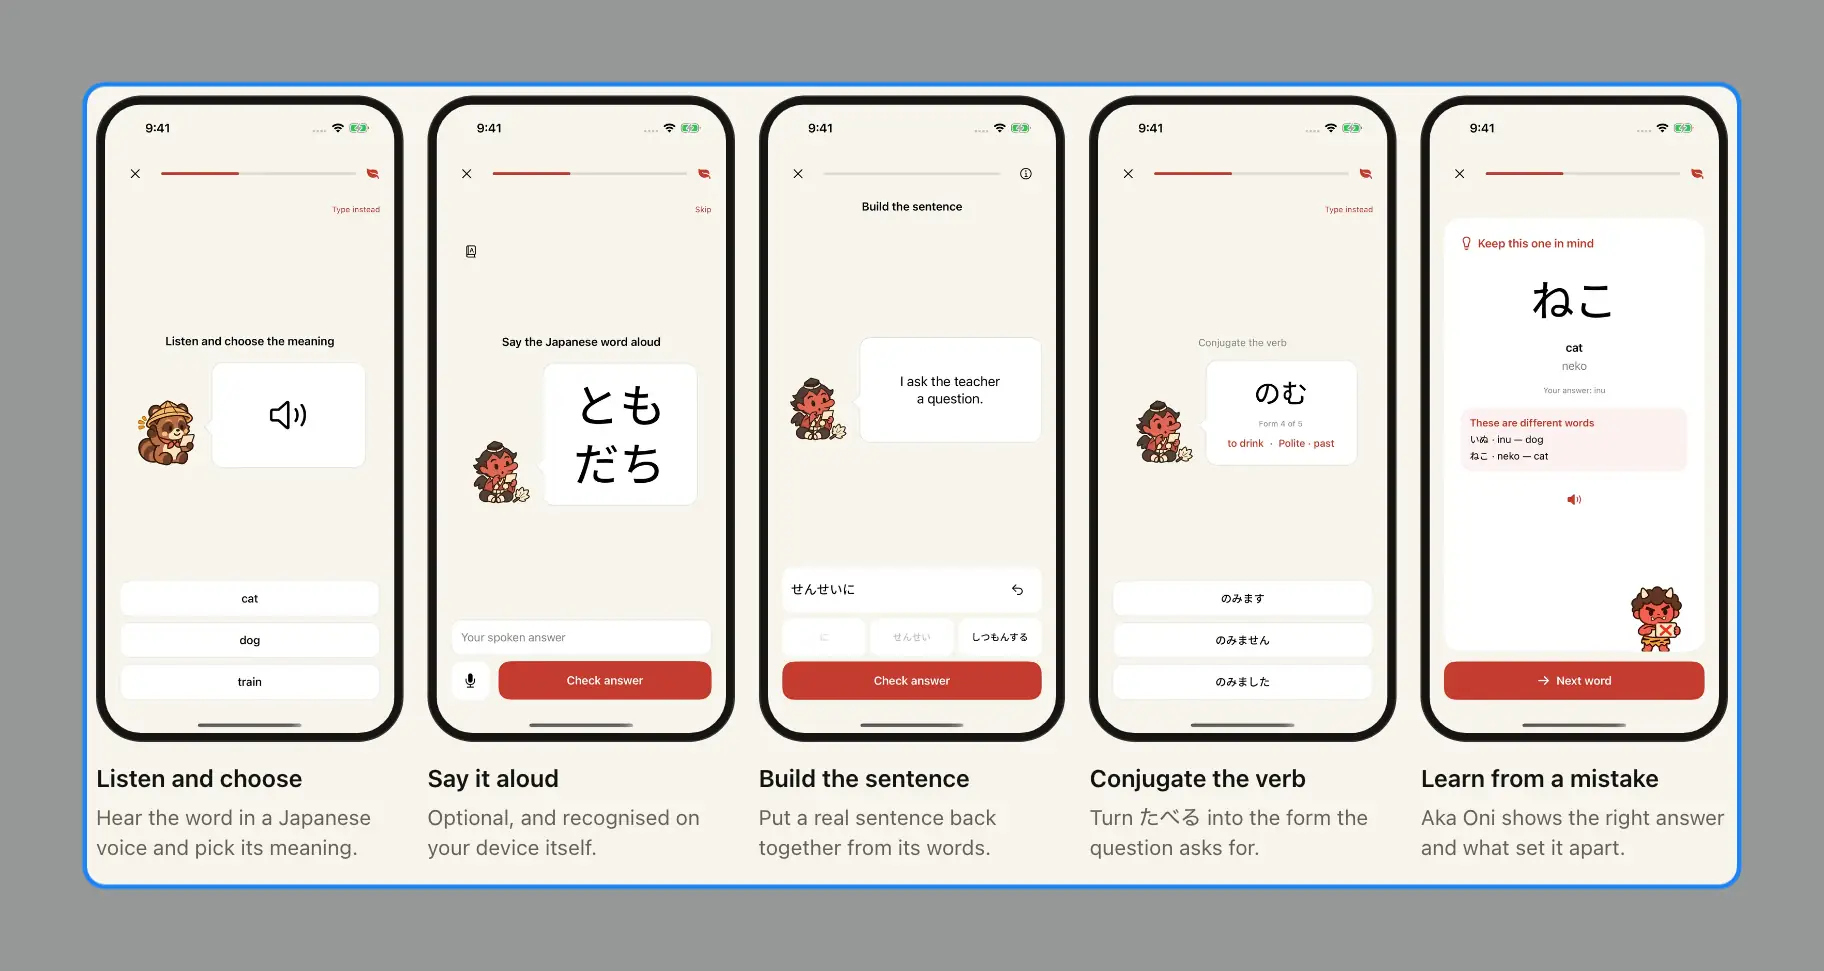 9:41
Type instead
Listen and choose the meaning
cat
dog
train
Listen and choose
Hear the word in a Japanese
voice and pick its meaning.
9:41
Skip
Say the Japanese word aloud
とも
だち
Your spoken answer
Check answer
Say it aloud
Optional, and recognised on
your device itself.
9:41
Build the sentence
I ask the teacher
a question.
せんせいに
に
せんせい
しつもんする
Check answer
Build the sentence
Put a real sentence back
together from its words.
9:41
Type instead
Conjugate the verb
のむ
Form 4 of 5
to drink · Polite · past
のみます
のみません
のみました
Conjugate the verb
Turn たべる into the form the
question asks for.
9:41
Keep this one in mind
ねこ
cat
neko
Your answer: inu
These are different words
いぬ · inu — dog
ねこ · neko — cat
Next word
Learn from a mistake
Aka Oni shows the right answer
and what set it apart.